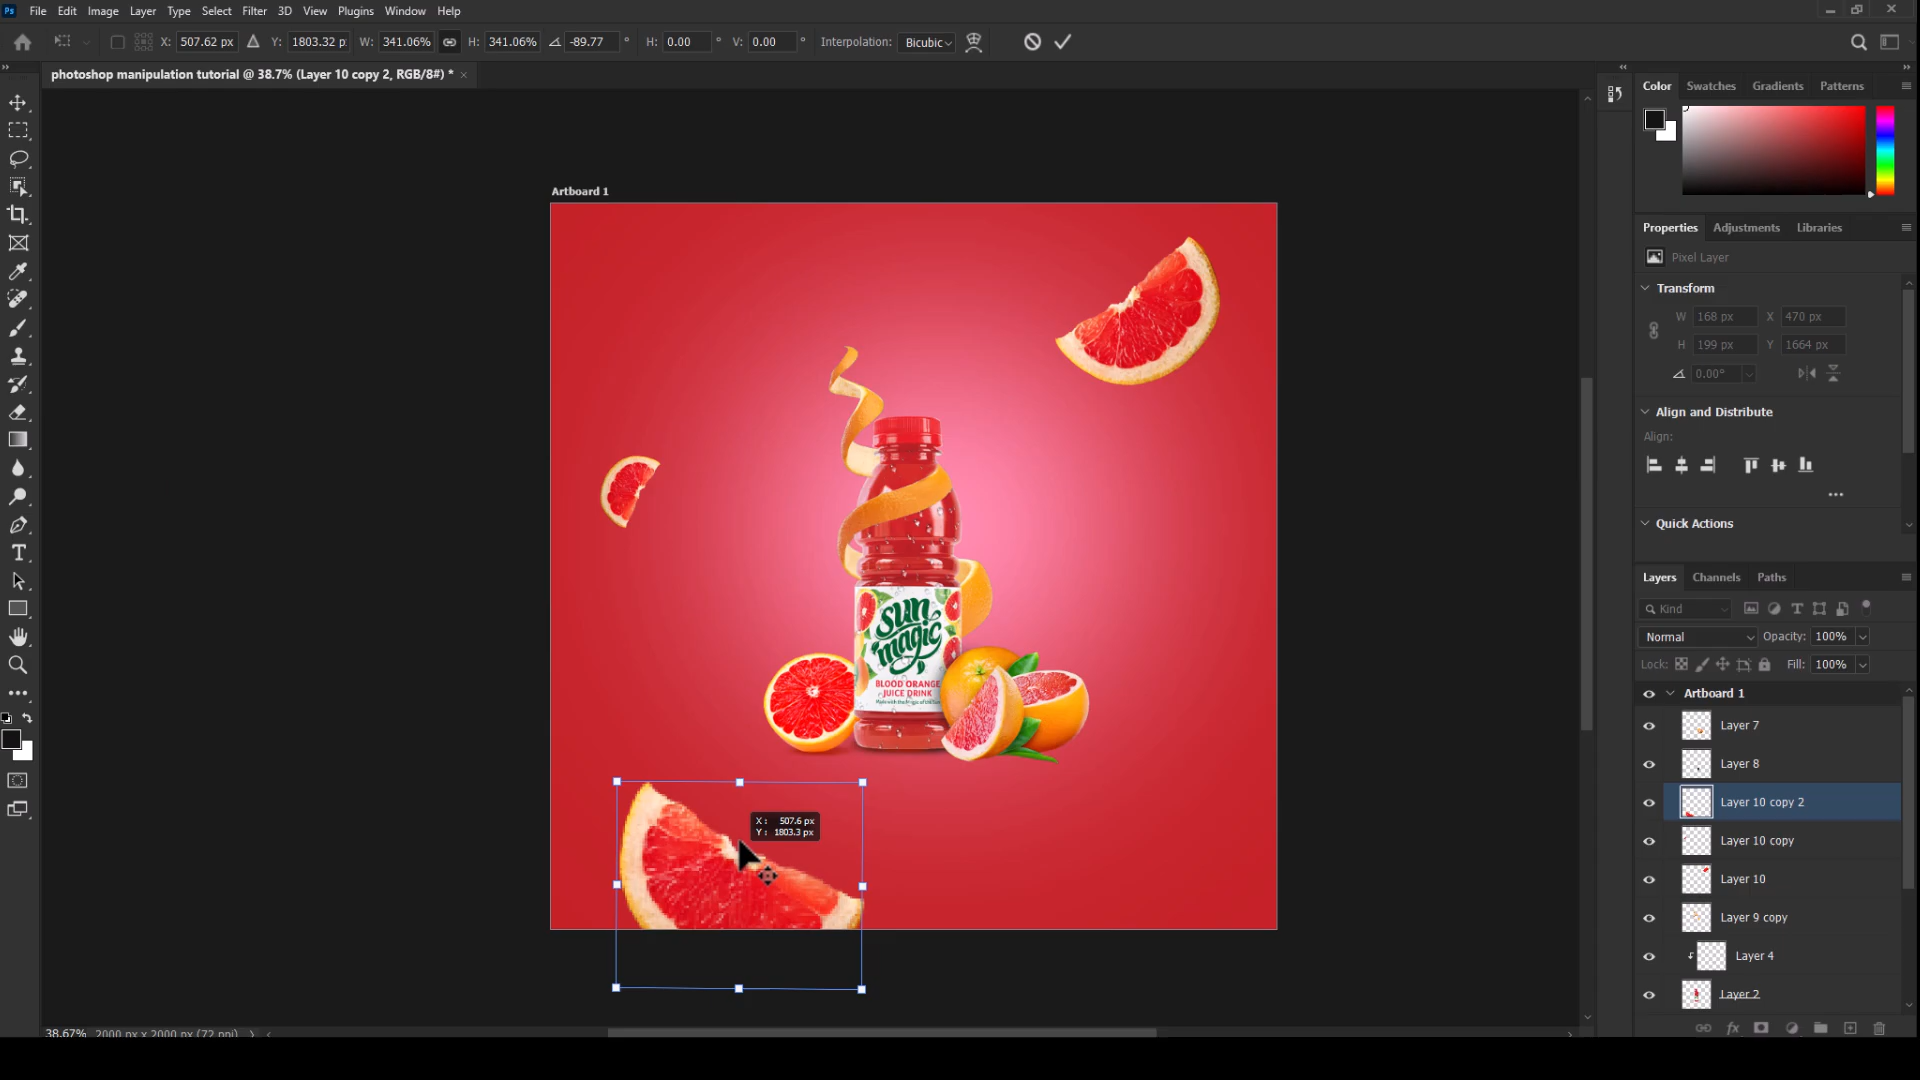 Ps File Edit Image Layer Type Select Filter 3D View Plugins Window Help
X: 507.62 px Y: 1803.32 p W: 341.06% H: 341.06% -89.77 ° H: 0.00 ° V: 0.00 ° Interpolation: Bicubic
photoshop manipulation tutorial @ 38.7% (Layer 10 copy 2, RGB/8#) * ×
Artboard 1
sun
magic
BLOOD ORANGE
JUICE DRINK
X : 507.6 px
Y : 1803.3 px
38.67% 2000 px x 2000 px (72 ppi)
Color Swatches Gradients Patterns
Properties Adjustments Libraries
Pixel Layer
Transform
W 168 px X 470 px
H 199 px Y 1664 px
0.00°
Align and Distribute
Align:
Quick Actions
Layers Channels Paths
Kind
Normal Opacity: 100%
Lock: Fill: 100%
Artboard 1
Layer 7
Layer 8
Layer 10 copy 2
Layer 10 copy
Layer 10
Layer 9 copy
Layer 4
Layer 2
fx